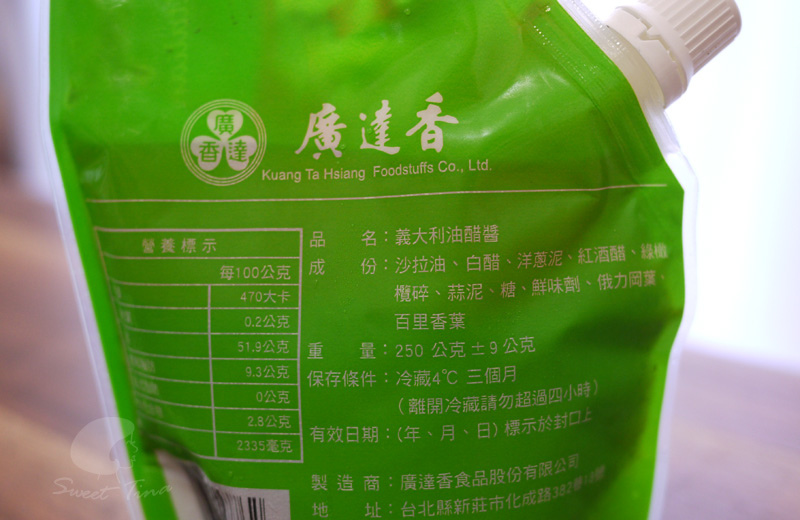 廣
香 達
廣達香
Kuang Ta Hsiang Foodstuffs Co., Ltd.
營養標示
每100公克
470大卡
0.2公克
51.9公克
9.3公克
0公克
2.8公克
2335毫克
品 名：義大利油醋醬
成 份：沙拉油、白醋、洋蔥泥、紅酒醋、綠橄
欖碎、蒜泥、糖、鮮味劑、俄力岡葉、
百里香葉
重 量：250 公克±9公克
保存條件：冷藏4℃ 三個月
（離開冷藏請勿超過四小時）
有效日期：(年、月、日) 標示於封口上
製 造 商：廣達香食品股份有限公司
地 址：台北縣新莊市化成路382巷
Sweet Tina